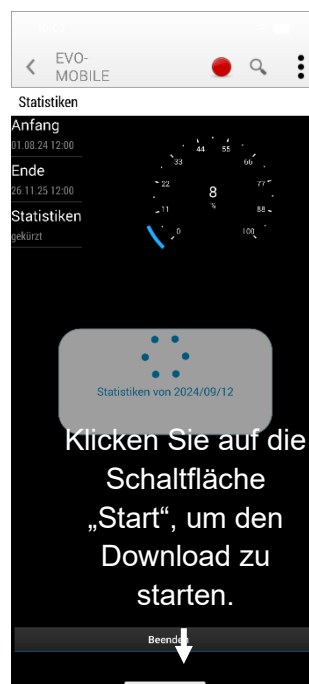 EVO-
MOBILE
Statistiken
Anfang
01.08.24 12:00
Ende
26.11.25 12:00
Statistiken
gekürzt
44 55
33 66
22 77
8
%
11 88
0 100
Statistiken von 2024/09/12
Klicken Sie auf die
Schaltfläche
„Start“, um den
Download zu
starten.
Beenden